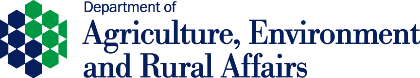 Department of
Agriculture, Environment
and Rural Affairs